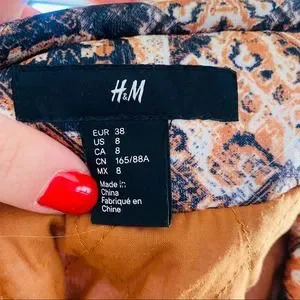 H&M
EUR 38
US 8
CA 8
CN 165/88A
MX 8
Made in
China
Fabriqué en
Chine